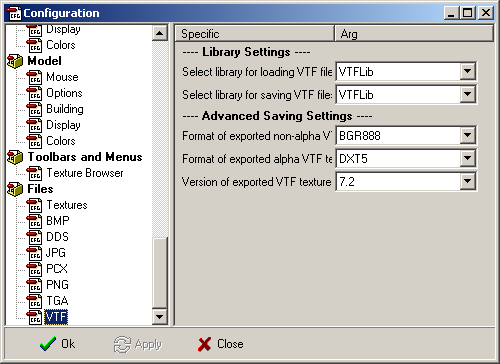 Configuration
Display
Colors
Model
Mouse
Options
Building
Display
Colors
Toolbars and Menus
Texture Browser
Files
Textures
BMP
DDS
JPG
PCX
PNG
TGA
VTF
Specific Arg
---- Library Settings ----
Select library for loading VTF file VTFLib
Select library for saving VTF file: VTFLib
---- Advanced Saving Settings ----
Format of exported non-alpha V BGR888
Format of exported alpha VTF te DXT5
Version of exported VTF texture 7.2
Ok Apply Close